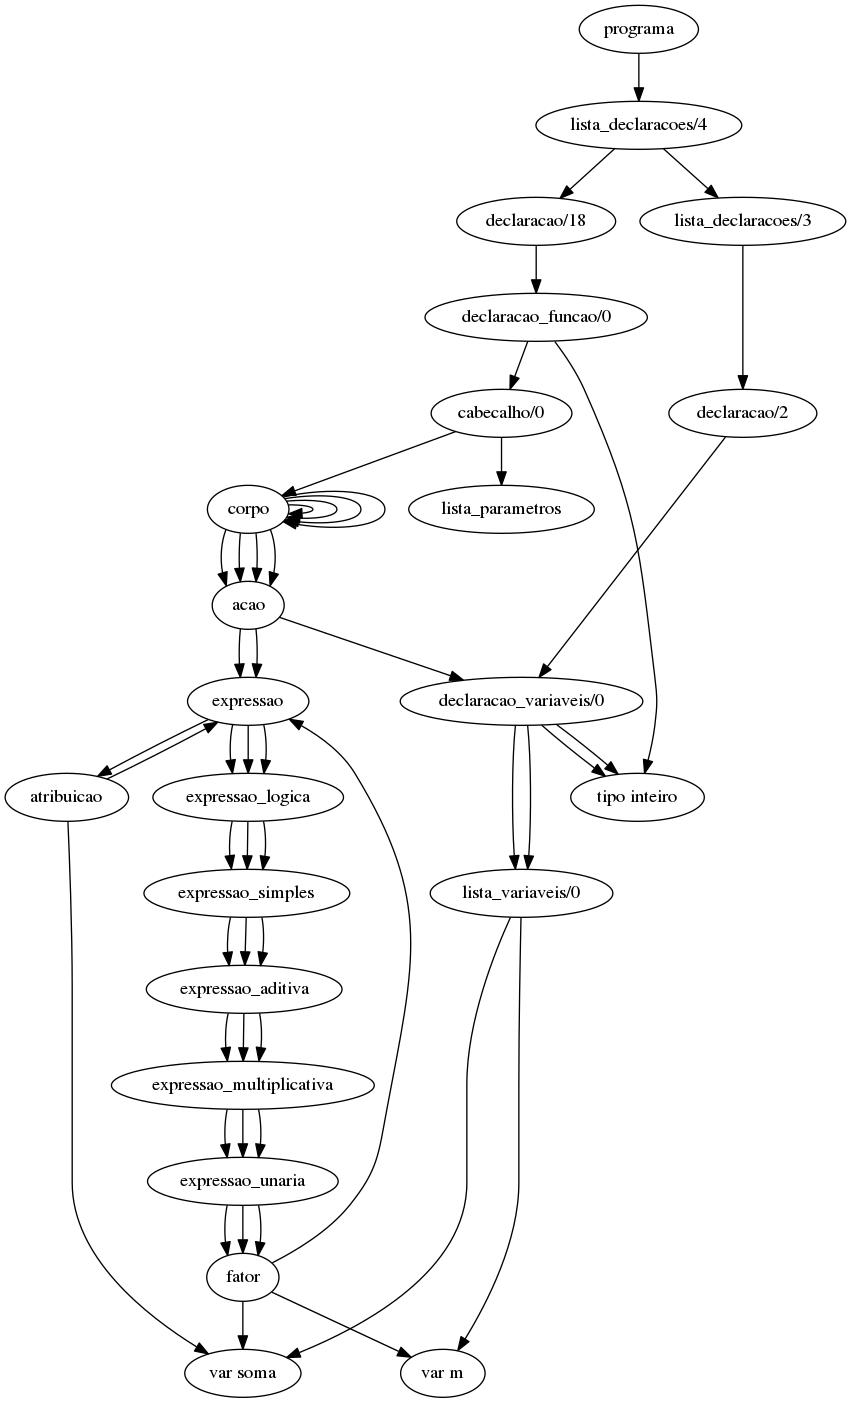 programa
lista_declaracoes/4
declaracao/18
lista_declaracoes/3
declaracao_funcao/0
cabecalho/0
declaracao/2
corpo
lista_parametros
acao
expressao
declaracao_variaveis/0
atribuicao
expressao_logica
tipo inteiro
expressao_simples
lista_variaveis/0
expressao_aditiva
expressao_multiplicativa
expressao_unaria
fator
var soma
var m